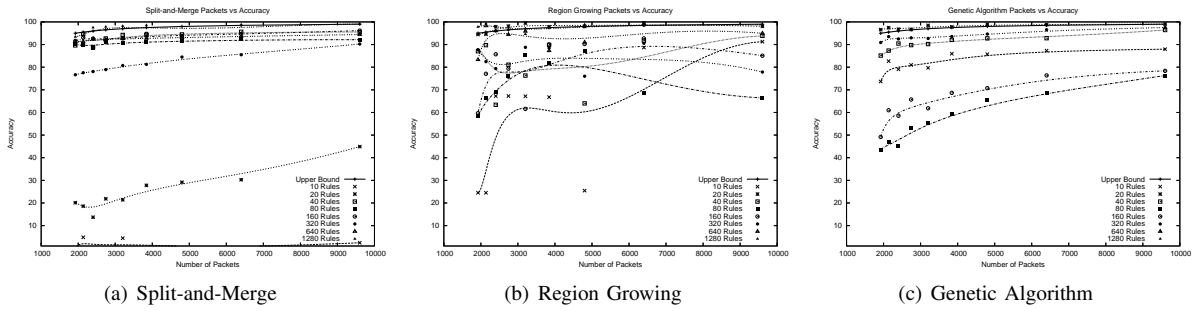 Split-and-Merge Packets vs Accuracy
100
90
80
70
60
50
40
30
20
10
Accuracy
Upper Bound
10 Rules
20 Rules
40 Rules
80 Rules
160 Rules
320 Rules
640 Rules
1280 Rules
1000 2000 3000 4000 5000 6000 7000 8000 9000 10000
Number of Packets
(a) Split-and-Merge
Region Growing Packets vs Accuracy
100
90
80
70
60
50
40
30
20
10
Accuracy
Upper Bound
10 Rules
20 Rules
40 Rules
80 Rules
160 Rules
320 Rules
640 Rules
1280 Rules
1000 2000 3000 4000 5000 6000 7000 8000 9000 10000
Number of Packets
(b) Region Growing
Genetic Algorithm Packets vs Accuracy
100
90
80
70
60
50
40
30
20
10
Accuracy
Upper Bound
10 Rules
20 Rules
40 Rules
80 Rules
160 Rules
320 Rules
640 Rules
1280 Rules
1000 2000 3000 4000 5000 6000 7000 8000 9000 10000
Number of Packets
(c) Genetic Algorithm